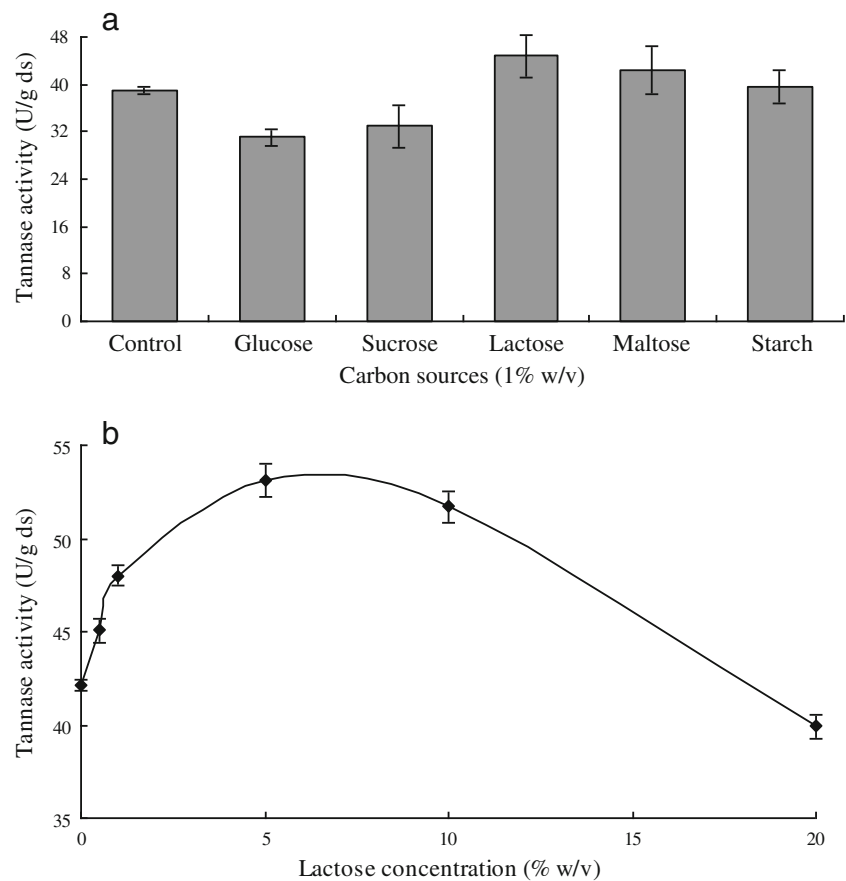 a
Tannase activity (U/g ds)
48
40
32
24
16
8
0
Control Glucose Sucrose Lactose Maltose Starch
Carbon sources (1% w/v)
b
Tannase activity (U/g ds)
55
50
45
40
35
0 5 10 15 20
Lactose concentration (% w/v)